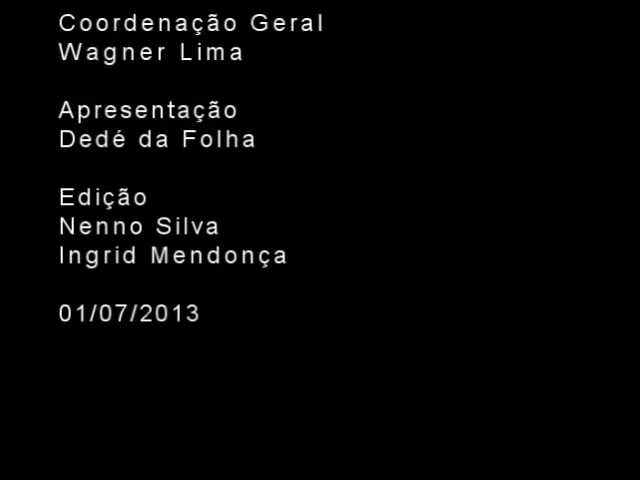 Coordenação Geral
Wagner Lima
Apresentação
Dedé da Folha
Edição
Nenno Silva
Ingrid Mendonça
01/07/2013